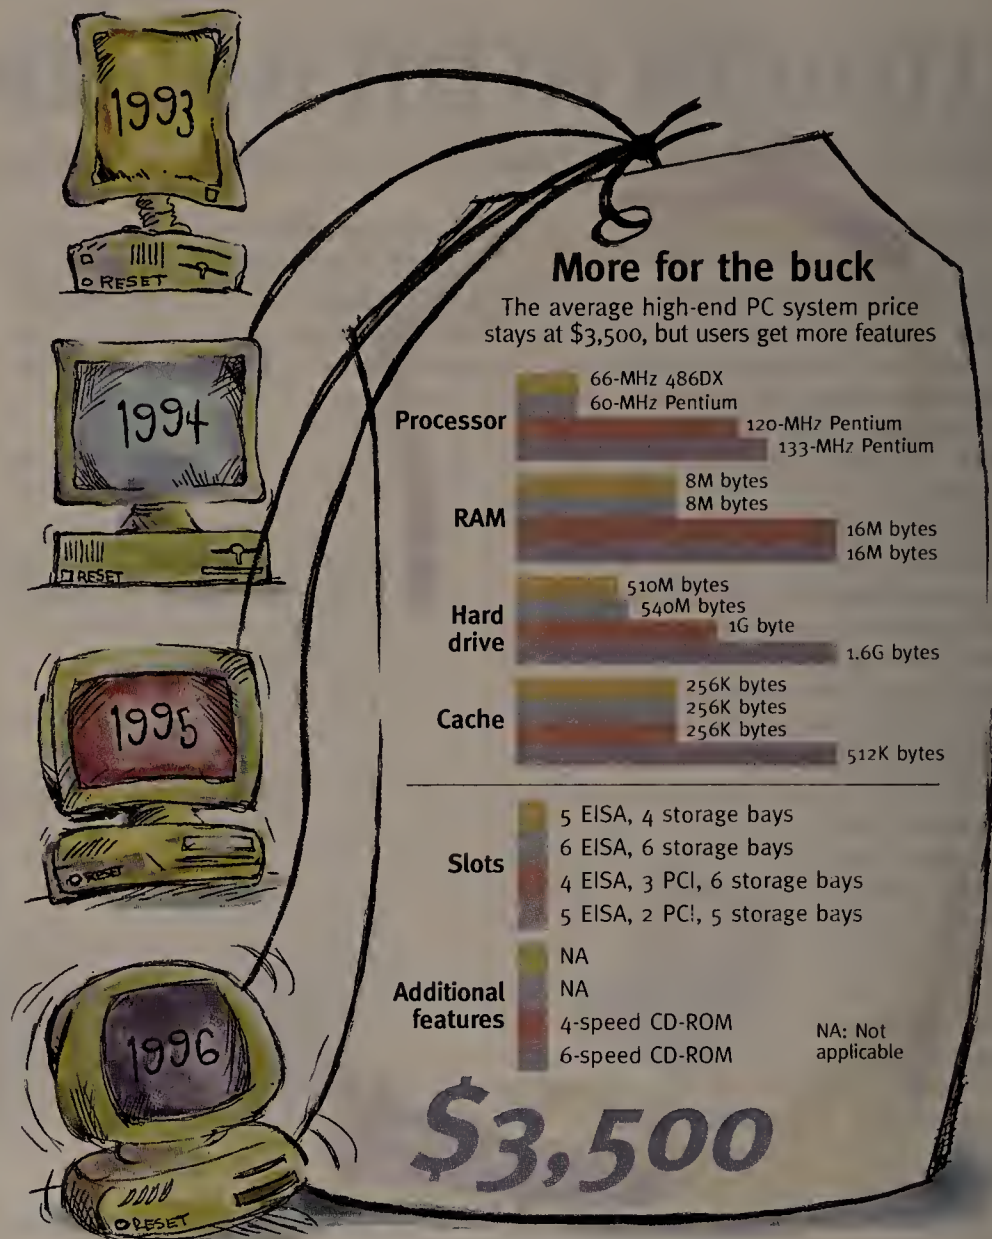 1993
RESET
1994
RESET
1995
RESET
1996
RESET
More for the buck
The average high-end PC system price
stays at $3,500, but users get more features
Processor
66-MHz 486DX
60-MHz Pentium
120-MHz Pentium
133-MHz Pentium
RAM
8M bytes
8M bytes
16M bytes
16M bytes
Hard
drive
510M bytes
540M bytes
1G byte
1.6G bytes
Cache
256K bytes
256K bytes
256K bytes
512K bytes
Slots
5 EISA, 4 storage bays
6 EISA, 6 storage bays
4 EISA, 3 PCI, 6 storage bays
5 EISA, 2 PCI, 5 storage bays
Additional
features
NA
NA
4-speed CD-ROM
6-speed CD-ROM
NA: Not
applicable
$3,500